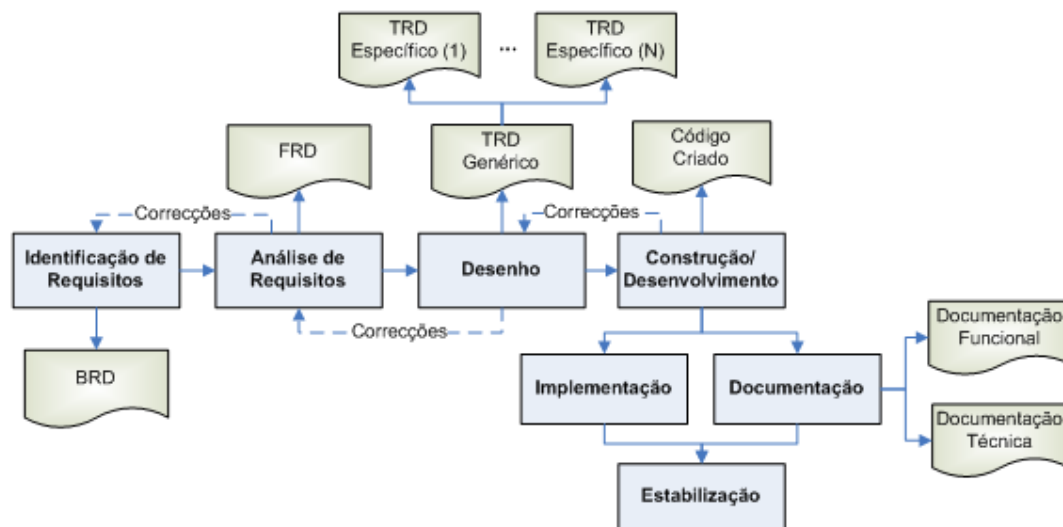 TRD
Específico (1)
...
TRD
Específico (N)
FRD
TRD
Genérico
Código
Criado
Correcções
Correcções
Identificação de
Requisitos
Análise de
Requisitos
Desenho
Construção/
Desenvolvimento
Correcções
BRD
Implementação
Documentação
Documentação
Funcional
Documentação
Técnica
Estabilização